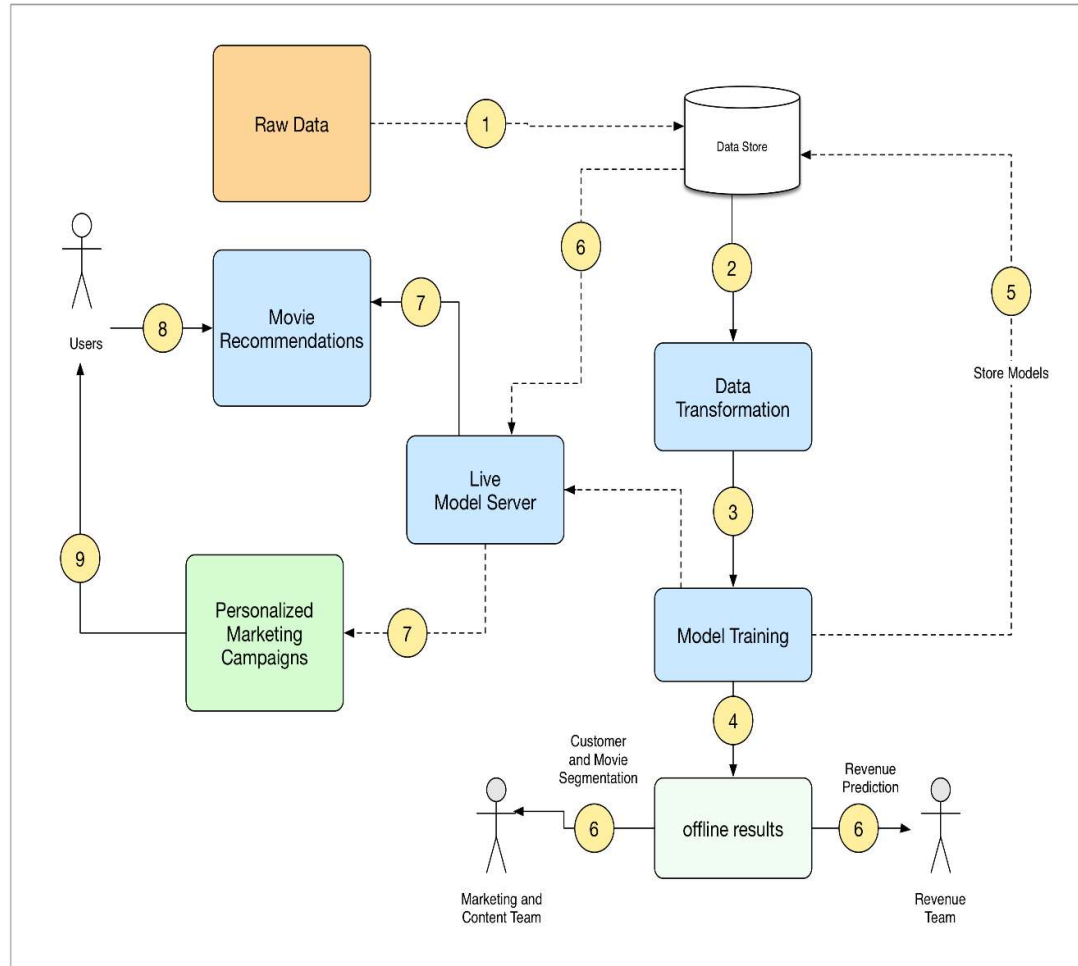 Raw Data
1
Data Store
6
2
5
Users
8
Movie
Recommendations
7
Data
Transformation
Store Models
Live
Model Server
3
9
Personalized
Marketing
Campaigns
7
Model Training
4
Customer
and Movie
Segmentation
Revenue
Prediction
6
offline results
6
Marketing and
Content Team
Revenue
Team